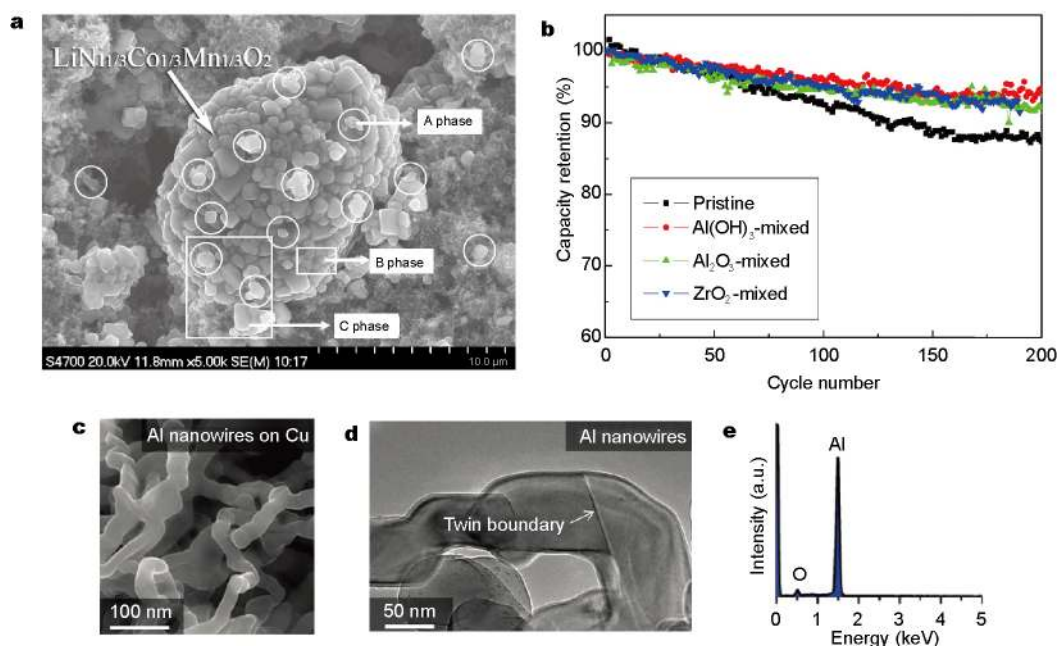 a
LiNi1/3Co1/3Mn1/3O2
A phase
B phase
C phase
S4700 20.0kV 11.8mm x5.00k SE(M) 10:17
10.0 µm
b
Capacity retention (%)
100
90
80
70
60
Pristine
Al(OH)3-mixed
Al2O3-mixed
ZrO2-mixed
0
50
100
150
200
Cycle number
c
Al nanowires on Cu
100 nm
d
Al nanowires
Twin boundary
50 nm
e
Intensity (a.u.)
Al
O
0 1 2 3 4 5
Energy (keV)